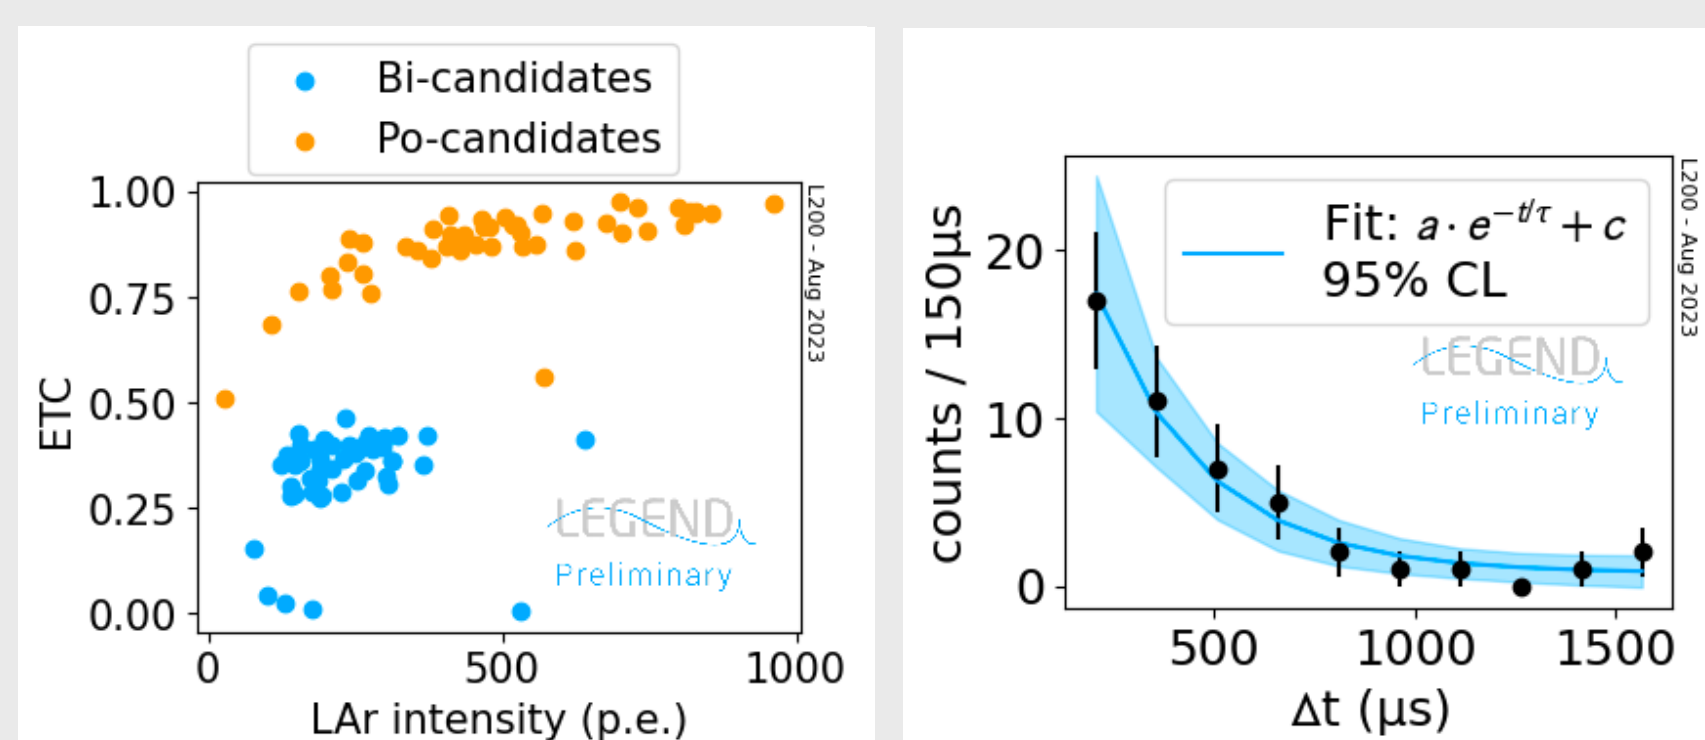 Bi-candidates
Po-candidates
1.00
0.75
0.50
0.25
0.00
ETC
0
500
1000
LAr intensity (p.e.)
L200 - Aug 2023
LEGEND
Preliminary
Fit: a · e^{−t/τ} + c
95% CL
20
10
0
counts / 150μs
500
1000
1500
Δt (μs)
L200 - Aug 2023
LEGEND
Preliminary